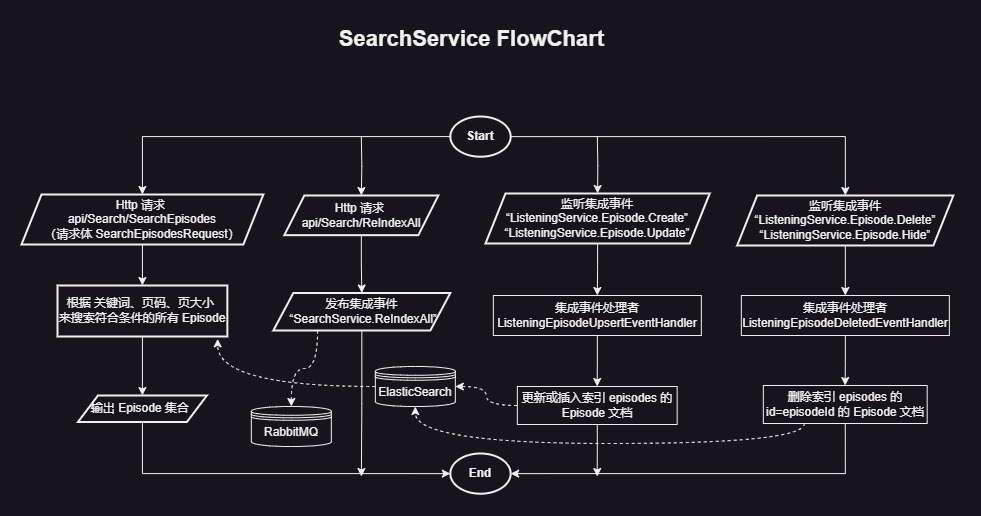 SearchService FlowChart
Start
Http 请求
api/Search/SearchEpisodes
（请求体 SearchEpisodesRequest）
根据 关键词、页码、页大小
来搜索符合条件的所有 Episode
输出 Episode 集合
Http 请求
api/Search/ReIndexAll
发布集成事件
“SearchService.ReIndexAll”
RabbitMQ
ElasticSearch
监听集成事件
“ListeningService.Episode.Create”
“ListeningService.Episode.Update”
集成事件处理者
ListeningEpisodeUpsertEventHandler
更新或插入索引 episodes 的
Episode 文档
监听集成事件
“ListeningService.Episode.Delete”
“ListeningService.Episode.Hide”
集成事件处理者
ListeningEpisodeDeletedEventHandler
删除索引 episodes 的
id=episodeId 的 Episode 文档
End